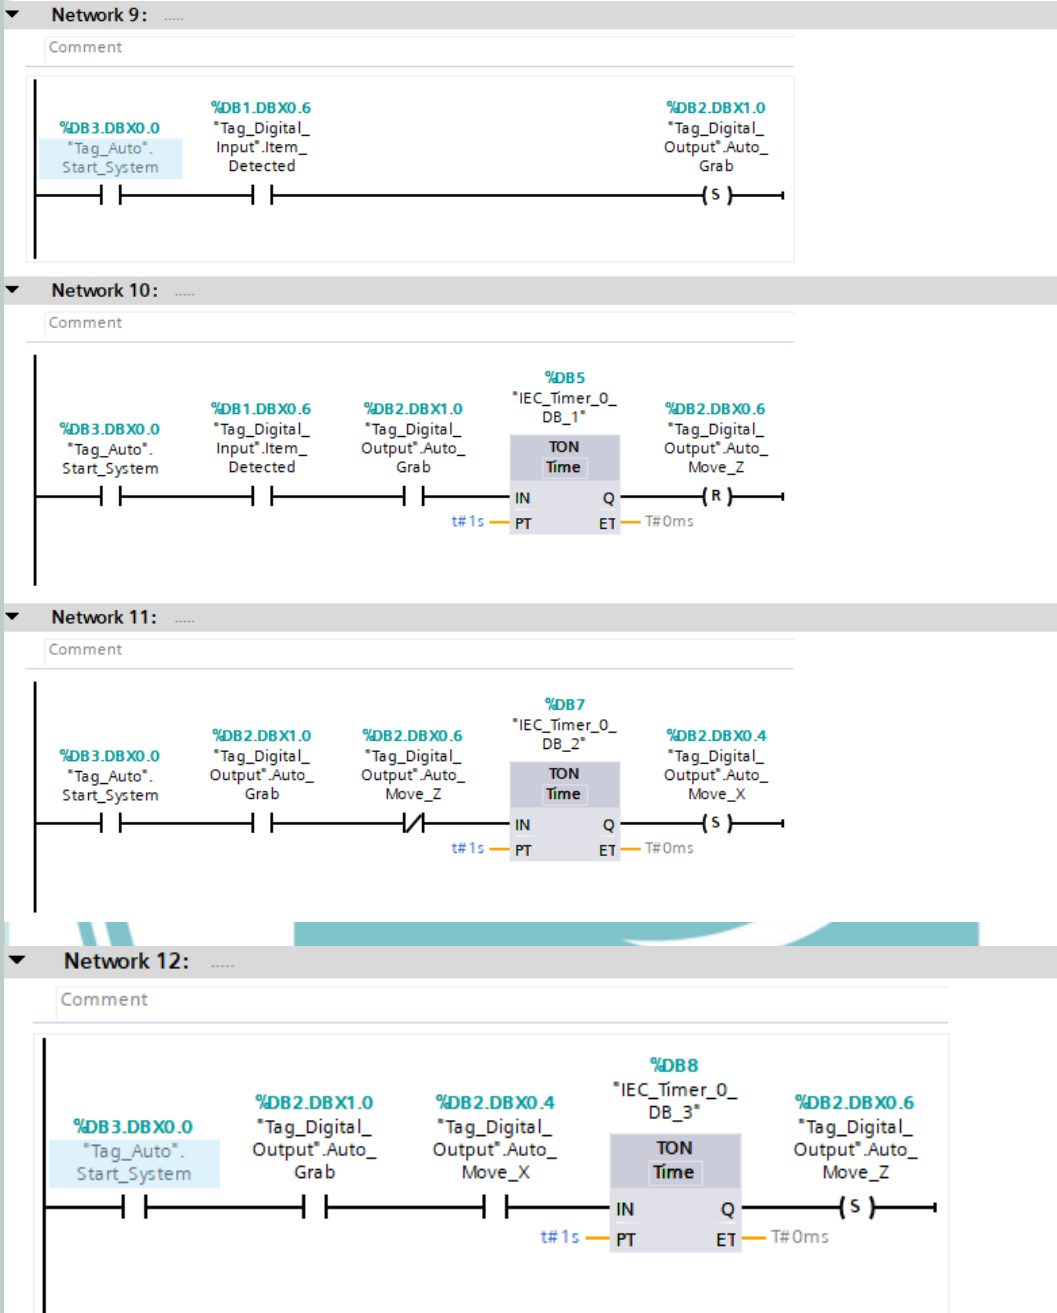 Network 9: .....
Comment
%DB1.DBX0.6
%DB2.DBX1.0
%DB3.DBX0.0
"Tag_Digital_
"Tag_Digital_
"Tag_Auto".
Input".Item_
Output".Auto_
Start_System
Detected
Grab
S
Network 10: .....
Comment
%DB5
"IEC_Timer_0_
DB_1"
%DB1.DBX0.6
%DB2.DBX1.0
%DB2.DBX0.6
%DB3.DBX0.0
"Tag_Digital_
"Tag_Digital_
"Tag_Digital_
"Tag_Auto".
Input".Item_
Output".Auto_
TON
Output".Auto_
Start_System
Detected
Grab
Time
Move_Z
IN
Q
R
t#1s
PT
ET
T#0ms
Network 11: .....
Comment
%DB7
"IEC_Timer_0_
DB_2"
%DB2.DBX1.0
%DB2.DBX0.6
%DB2.DBX0.4
%DB3.DBX0.0
"Tag_Digital_
"Tag_Digital_
"Tag_Digital_
"Tag_Auto".
Output".Auto_
Output".Auto_
TON
Output".Auto_
Start_System
Grab
Move_Z
Time
Move_X
IN
Q
S
t#1s
PT
ET
T#0ms
Network 12: .....
Comment
%DB8
"IEC_Timer_0_
DB_3"
%DB2.DBX1.0
%DB2.DBX0.4
%DB2.DBX0.6
%DB3.DBX0.0
"Tag_Digital_
"Tag_Digital_
"Tag_Digital_
"Tag_Auto".
Output".Auto_
Output".Auto_
TON
Output".Auto_
Start_System
Grab
Move_X
Time
Move_Z
IN
Q
S
t#1s
PT
ET
T#0ms